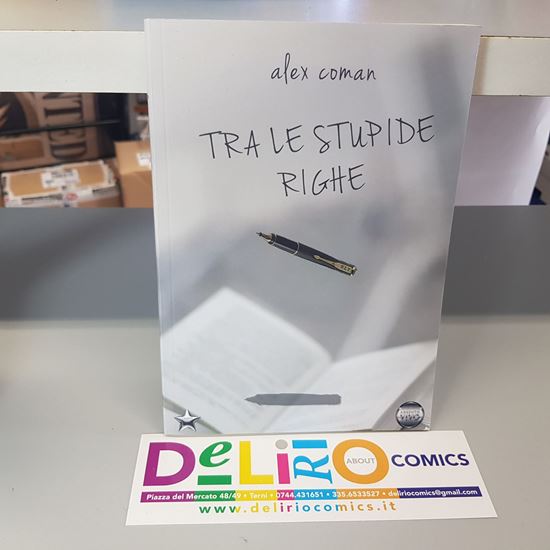 alex coman
TRA LE STUPIDE
RIGHE
DeLiRiO ABOUT COMICS
Piazza del Mercato 48/49 • Terni • 0744.431651 • 335.6533527 • deliriocomics@gmail.com
www.deliriocomics.it